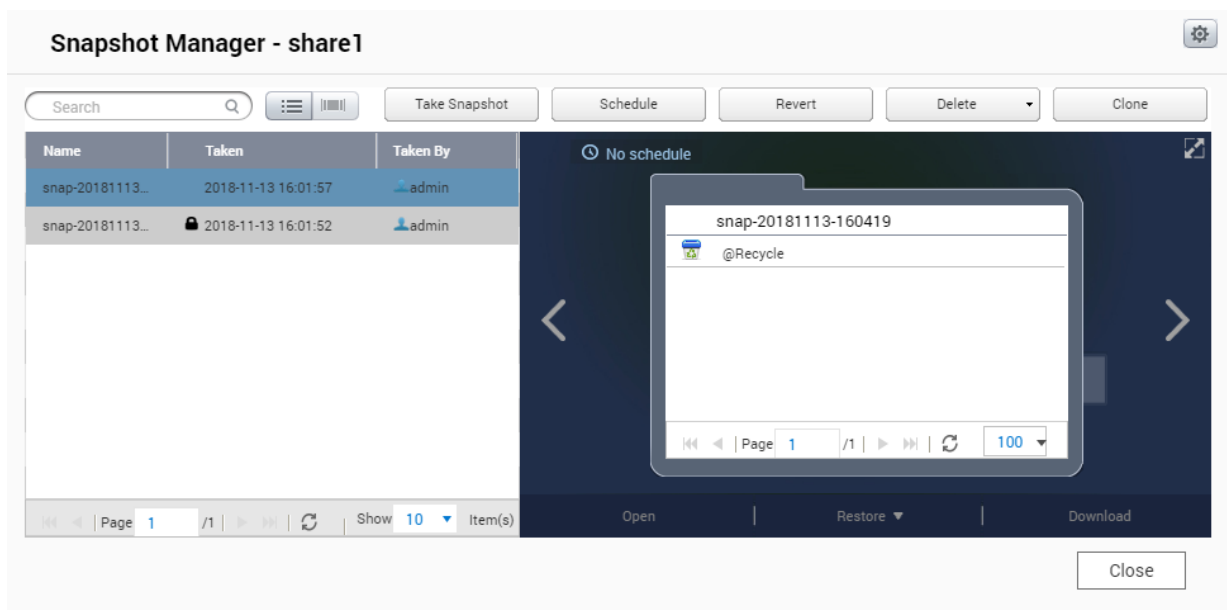 Snapshot Manager - share1
Search
Take Snapshot
Schedule
Revert
Delete
Clone
Name Taken Taken By
snap-20181113... 2018-11-13 16:01:57 admin
snap-20181113... 2018-11-13 16:01:52 admin
No schedule
snap-20181113-160419
@Recycle
Page 1 /1 100
Page 1 /1 Show 10 Item(s)
Open | Restore | Download
Close